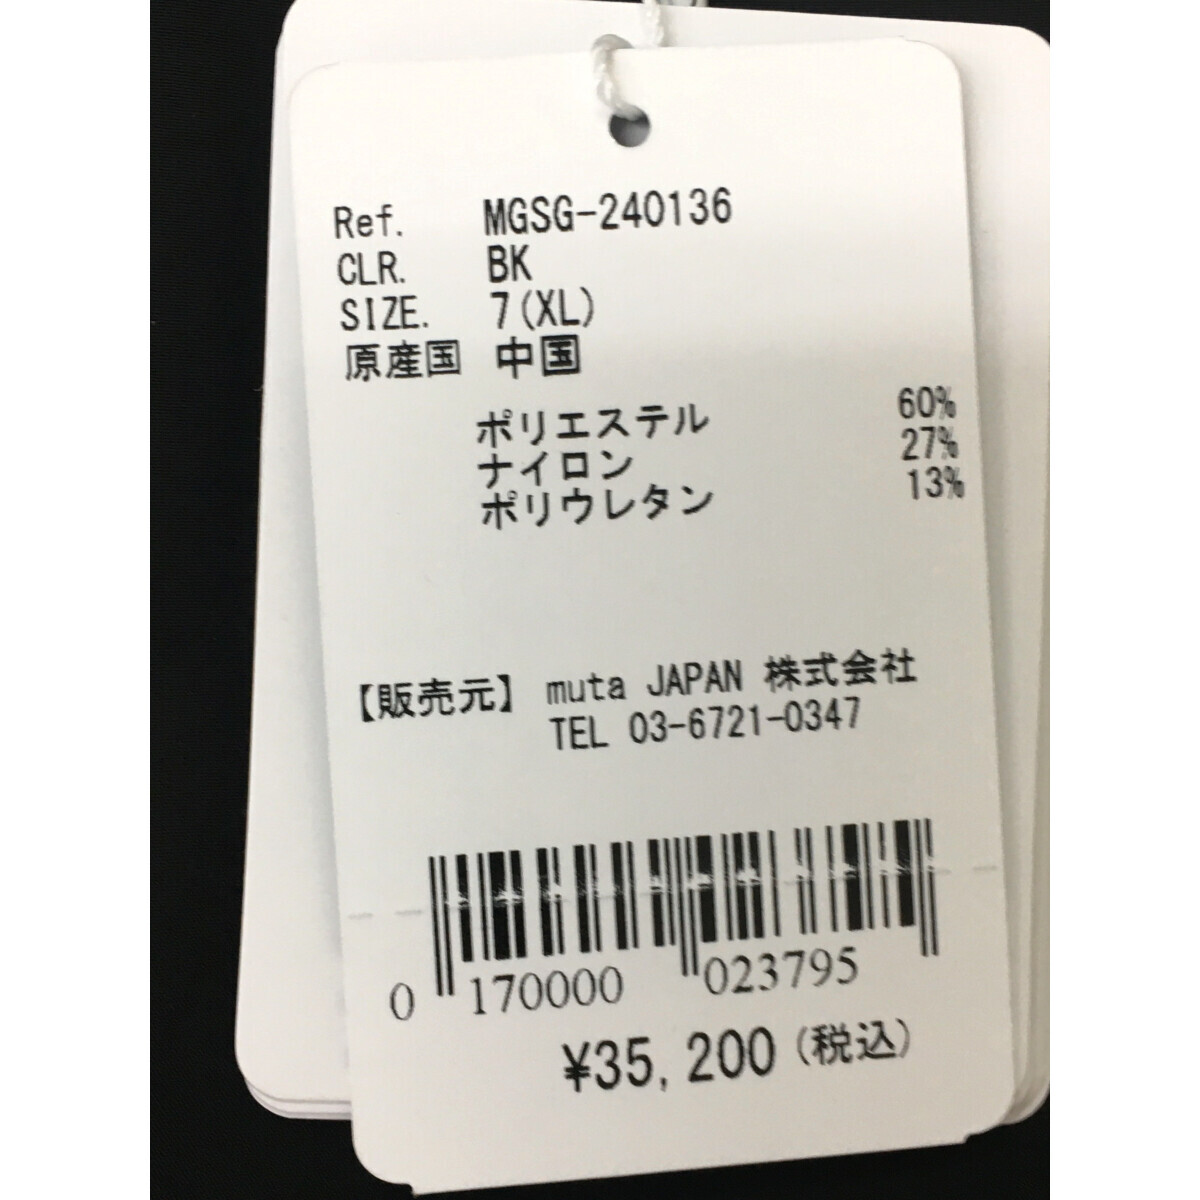 Ref. MGSG-240136
CLR. BK
SIZE. 7(XL)
原産国 中国
ポリエステル 60%
ナイロン 27%
ポリウレタン 13%
【販売元】 muta JAPAN 株式会社
TEL 03-6721-0347
0 170000 023795
¥35,200(税込)